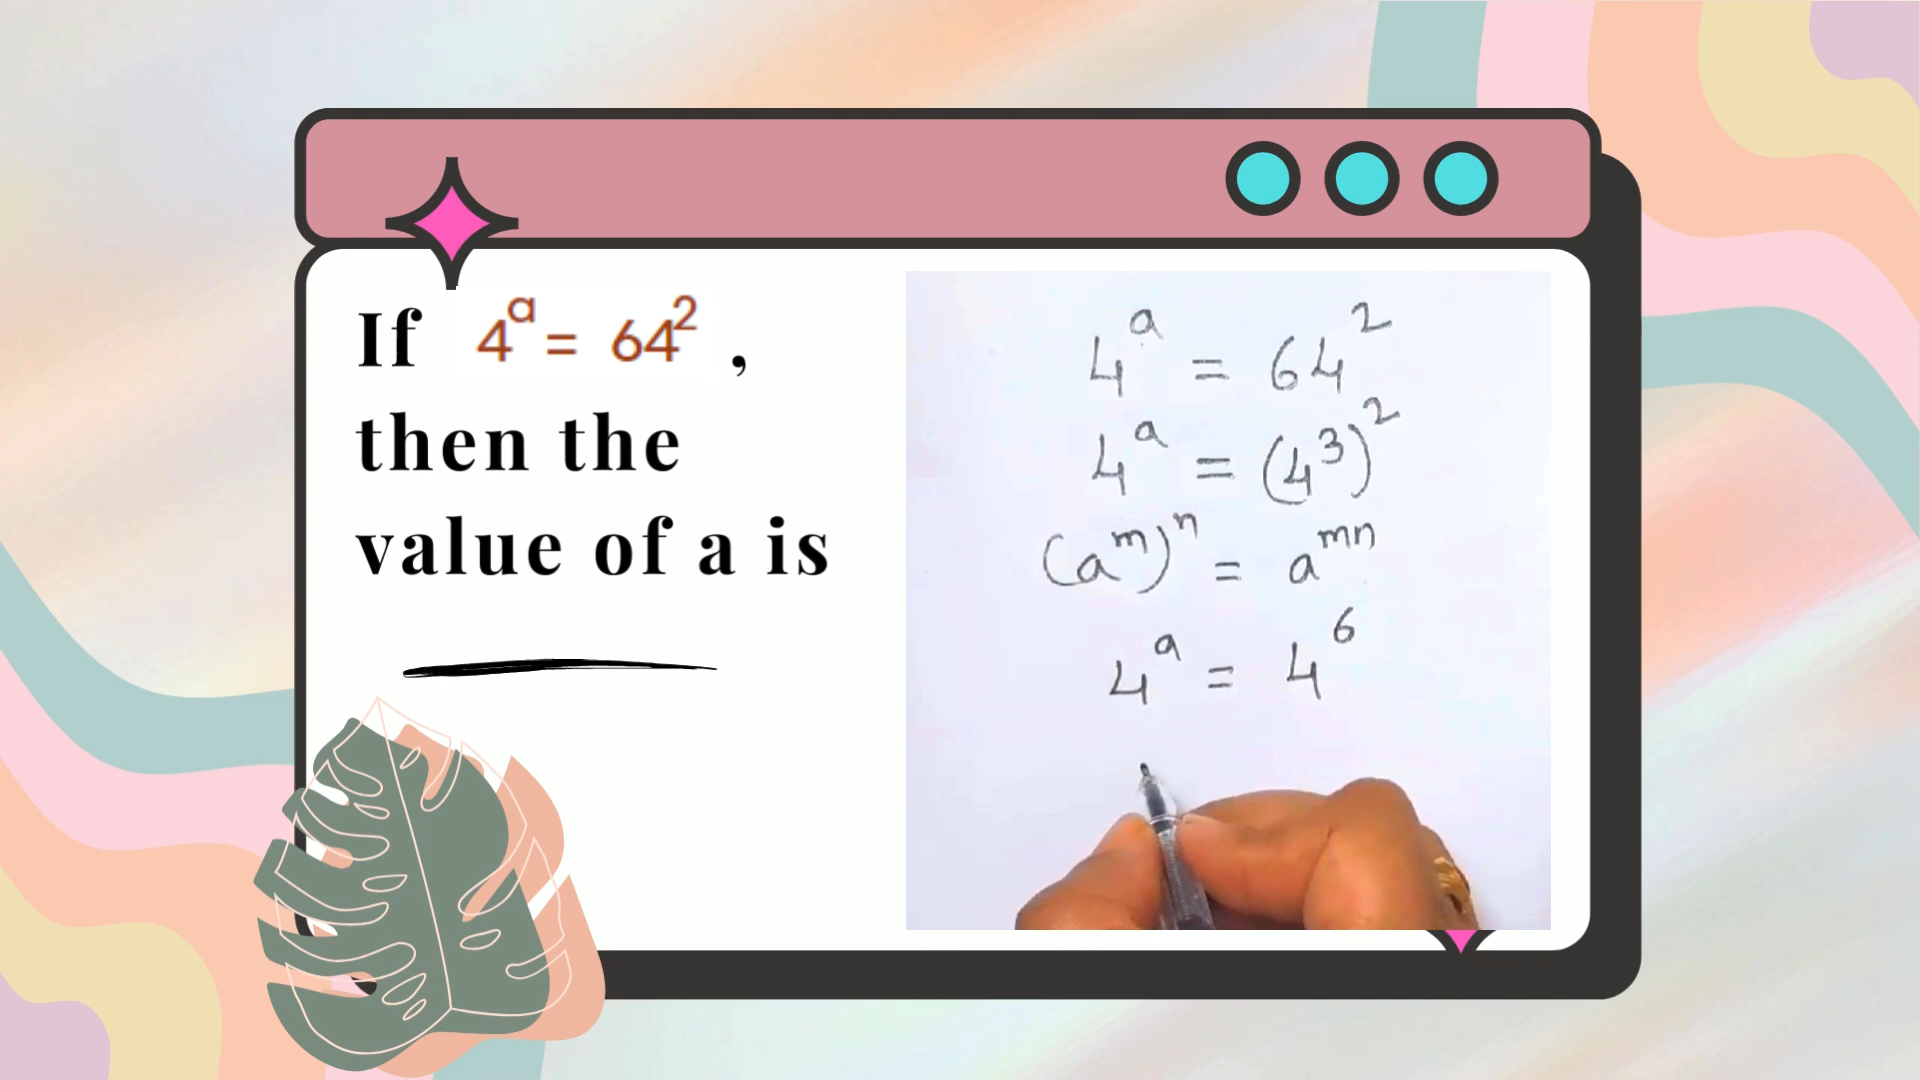 If 4^a = 64^2 ,
then the
value of a is
4^a = 64^2
4^a = (4^3)^2
(a^m)^n = a^mn
4^a = 4^6